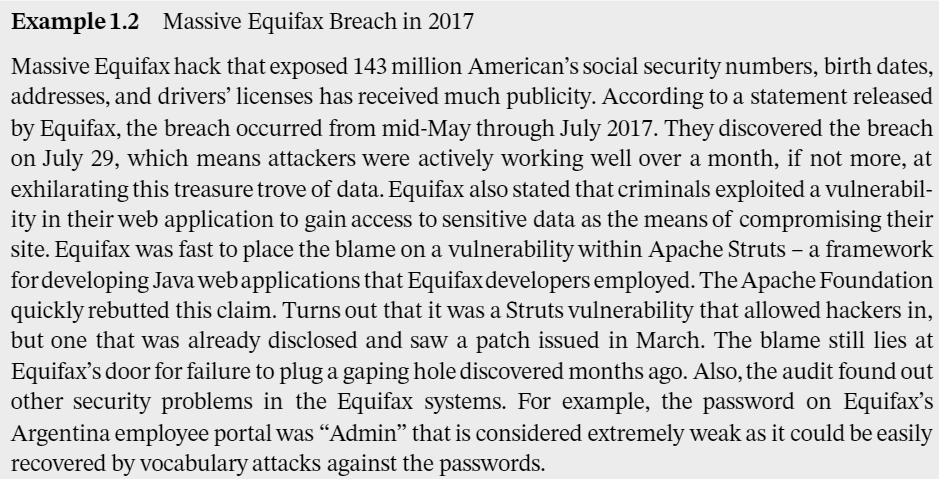 Example 1.2 Massive Equifax Breach in 2017
Massive Equifax hack that exposed 143 million American's social security numbers, birth dates,
addresses, and drivers' licenses has received much publicity. According to a statement released
by Equifax, the breach occurred from mid-May through July 2017. They discovered the breach
on July 29, which means attackers were actively working well over a month, if not more, at
exhilarating this treasure trove of data. Equifax also stated that criminals exploited a vulnerabil-
ity in their web application to gain access to sensitive data as the means of compromising their
site. Equifax was fast to place the blame on a vulnerability within Apache Struts – a framework
for developing Java web applications that Equifax developers employed. The Apache Foundation
quickly rebutted this claim. Turns out that it was a Struts vulnerability that allowed hackers in,
but one that was already disclosed and saw a patch issued in March. The blame still lies at
Equifax's door for failure to plug a gaping hole discovered months ago. Also, the audit found out
other security problems in the Equifax systems. For example, the password on Equifax's
Argentina employee portal was “Admin” that is considered extremely weak as it could be easily
recovered by vocabulary attacks against the passwords.